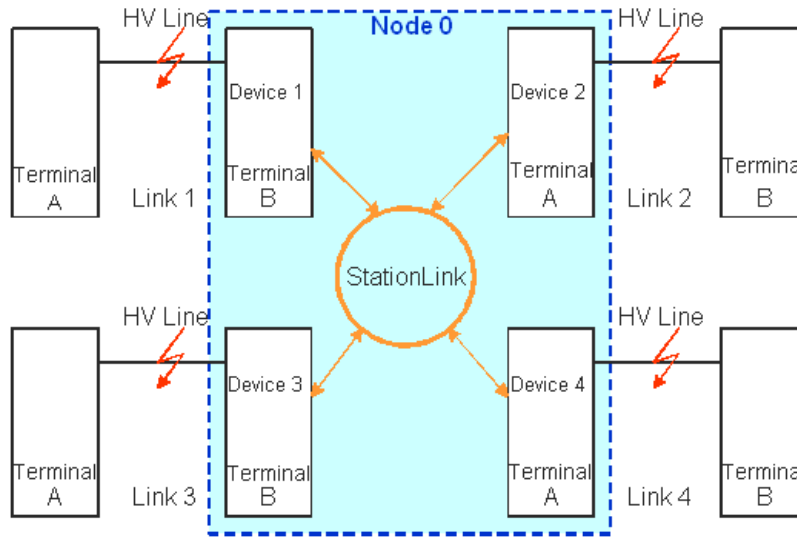 HV Line
Node 0
HV Line
Device 1
Device 2
Terminal
A
Link 1
Terminal
B
Terminal
A
Link 2
Terminal
B
StationLink
HV Line
HV Line
Device 3
Device 4
Terminal
A
Link 3
Terminal
B
Terminal
A
Link 4
Terminal
B